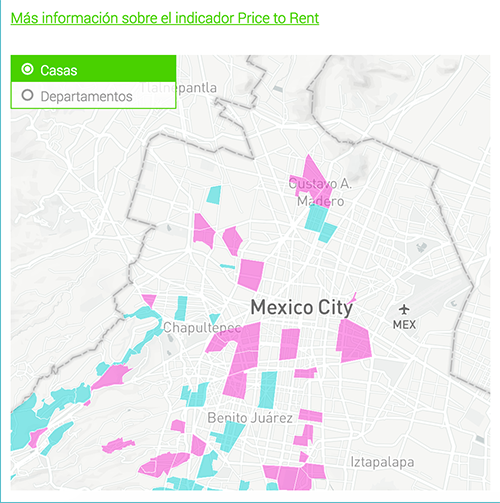 Más información sobre el indicador Price to Rent
Casas
Departamentos
Tlalnepantla
Gustavo A.
Madero
Mexico City
MEX
Chapultepec
Benito Juárez
Iztapalapa